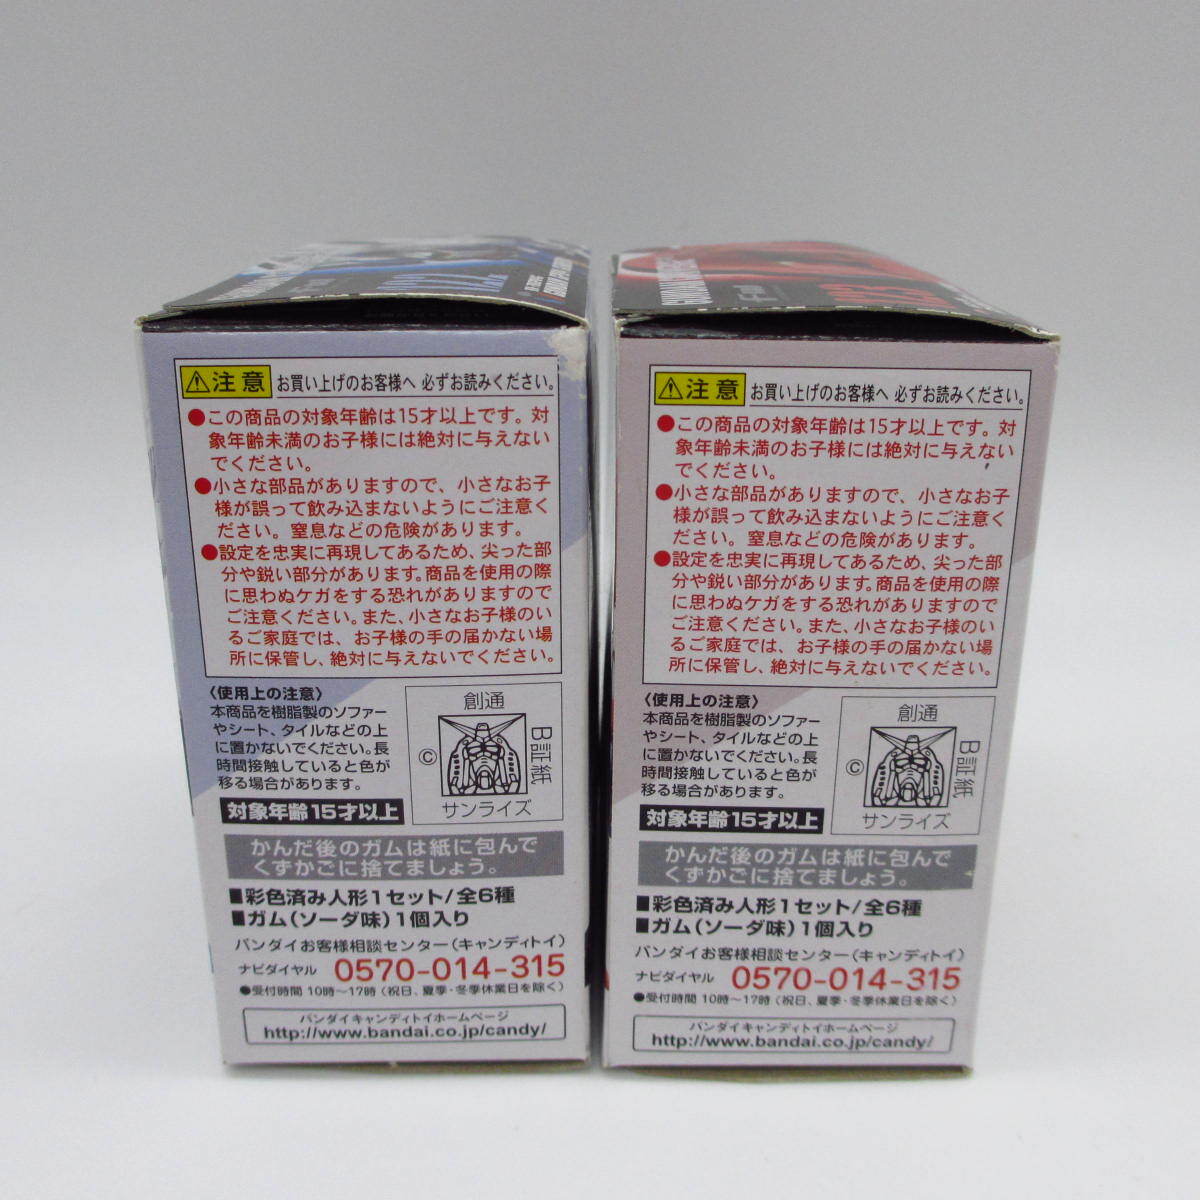 ⚠注意 お買い上げのお客様へ 必ずお読みください。
●この商品の対象年齢は15才以上です。対
象年齢未満のお子様には絶対に与えない
でください。
●小さな部品がありますので、小さなお子
様が誤って飲み込まないようにご注意く
ださい。窒息などの危険があります。
●設定を忠実に再現してあるため、尖った部
分や鋭い部分があります。商品を使用の際
に思わぬケガをする恐れがありますので
ご注意ください。また、小さなお子様のい
るご家庭では、お子様の手の届かない場
所に保管し、絶対に与えないでください。
〈使用上の注意〉
本商品を樹脂製のソファー
やシート、タイルなどの上
に置かないでください。長
時間接触していると色が
移る場合があります。
対象年齢15才以上
創通
©
B証紙
サンライズ
かんだ後のガムは紙に包んで
くずかごに捨てましょう。
■彩色済み人形1セット/全6種
■ガム(ソーダ味)1個入り
バンダイお客様相談センター(キャンディトイ)
ナビダイヤル 0570-014-315
●受付時間 10時〜17時(祝日、夏季・冬季休業日を除く)
バンダイキャンディトイホームページ
http://www.bandai.co.jp/candy/
⚠注意 お買い上げのお客様へ 必ずお読みください。
●この商品の対象年齢は15才以上です。対
象年齢未満のお子様には絶対に与えない
でください。
●小さな部品がありますので、小さなお子
様が誤って飲み込まないようにご注意く
ださい。窒息などの危険があります。
●設定を忠実に再現してあるため、尖った部
分や鋭い部分があります。商品を使用の際
に思わぬケガをする恐れがありますので
ご注意ください。また、小さなお子様のい
るご家庭では、お子様の手の届かない場
所に保管し、絶対に与えないでください。
〈使用上の注意〉
本商品を樹脂製のソファー
やシート、タイルなどの上
に置かないでください。長
時間接触していると色が
移る場合があります。
対象年齢15才以上
創通
©
B証紙
サンライズ
かんだ後のガムは紙に包んで
くずかごに捨てましょう。
■彩色済み人形1セット/全6種
■ガム(ソーダ味)1個入り
バンダイお客様相談センター(キャンディトイ)
ナビダイヤル 0570-014-315
●受付時間 10時〜17時(祝日、夏季・冬季休業日を除く)
バンダイキャンディトイホームページ
http://www.bandai.co.jp/candy/